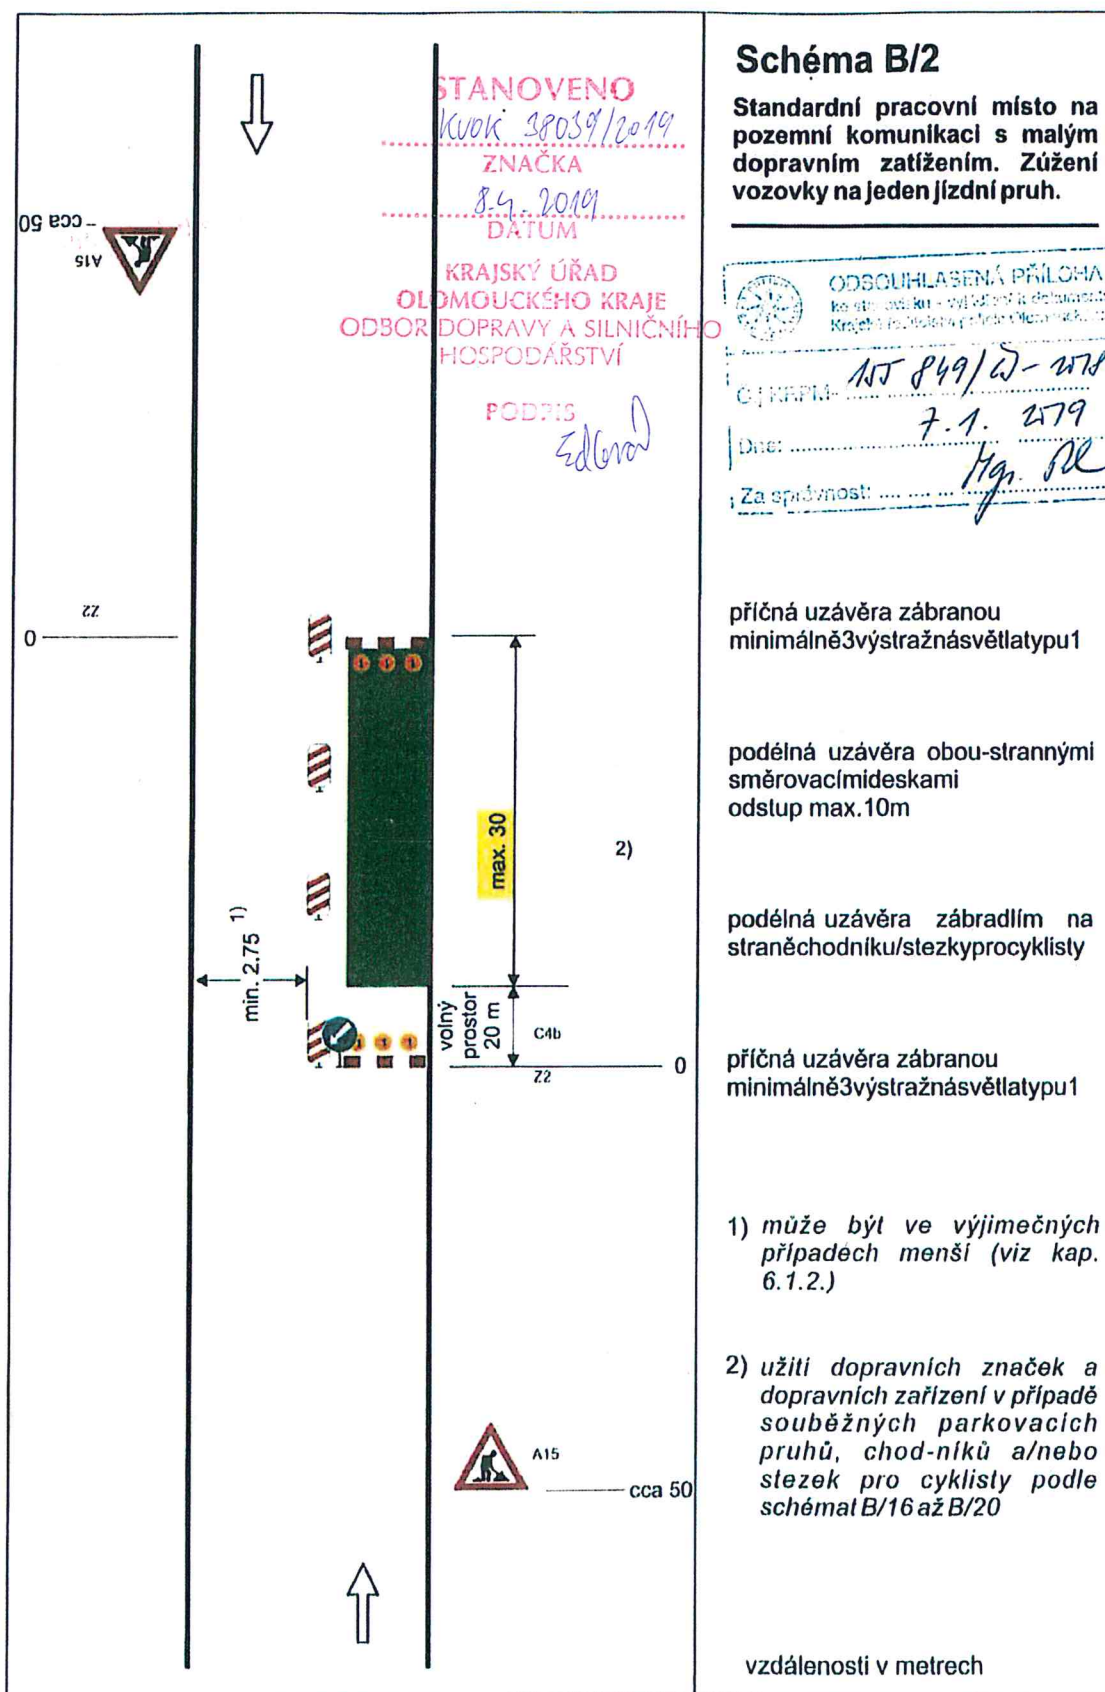 Schéma B/2
Standardní pracovní místo na
pozemní komunikaci s malým
dopravním zatížením. Zúžení
vozovky na jeden jízdní pruh.
STANOVENO
KUOK 38039/2019
ZNAČKA
8.4.2019
DATUM
KRAJSKÝ ÚŘAD
OLOMOUCKÉHO KRAJE
ODBOR DOPRAVY A SILNIČNÍHO
HOSPODÁŘSTVÍ
PODPIS
ODSOUHLASENÁ PŘÍLOHA
Dne: 7.1. 2019
Za správnost: Mgr.
cca 50
A15
Z2
0
příčná uzávěra zábranou
minimálně3výstražnásvětlatypu1
podélná uzávěra obou-strannými
směrovacímideskami
odstup max.10m
max. 30
2)
podélná uzávěra zábradlím na
straněchodníku/stezkyprocyklisty
min. 2.75 1)
volný
prostor
20 m
C4b
Z2
0
příčná uzávěra zábranou
minimálně3výstražnásvětlatypu1
1) může být ve výjimečných
případech menší (viz kap.
6.1.2.)
2) užití dopravních značek a
dopravních zařízení v případě
souběžných parkovacích
pruhů, chod-níků a/nebo
stezek pro cyklisty podle
schémat B/16 až B/20
A15
cca 50
vzdálenosti v metrech